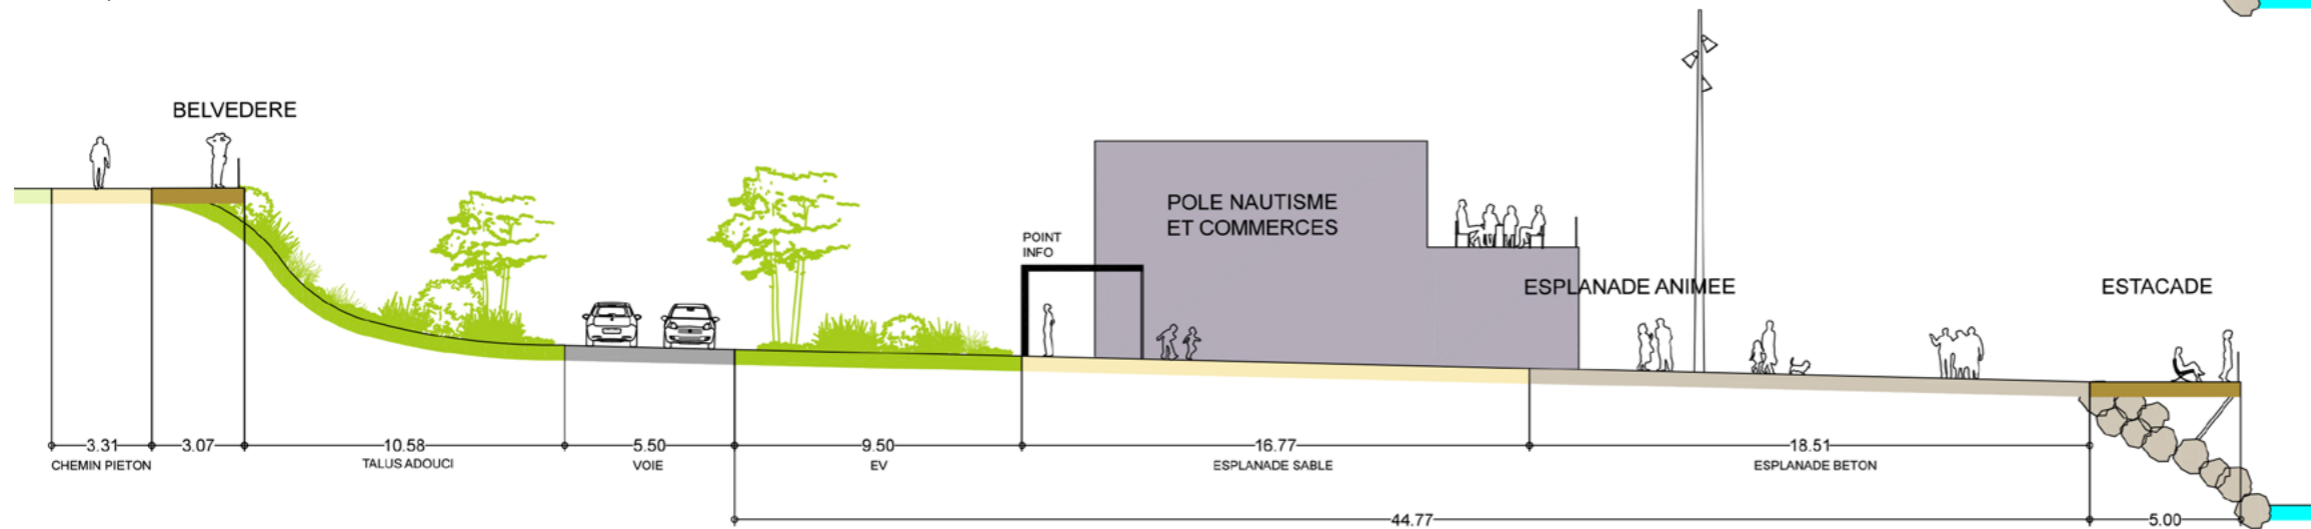 BELVEDERE
POLE NAUTISME
ET COMMERCES
POINT
INFO
ESPLANADE ANIMEE
ESTACADE
3.31
3.07
10.58
5.50
9.50
16.77
18.51
CHEMIN PIETON
TALUS ADOUCI
VOIE
EV
ESPLANADE SABLE
ESPLANADE BETON
44.77
5.00